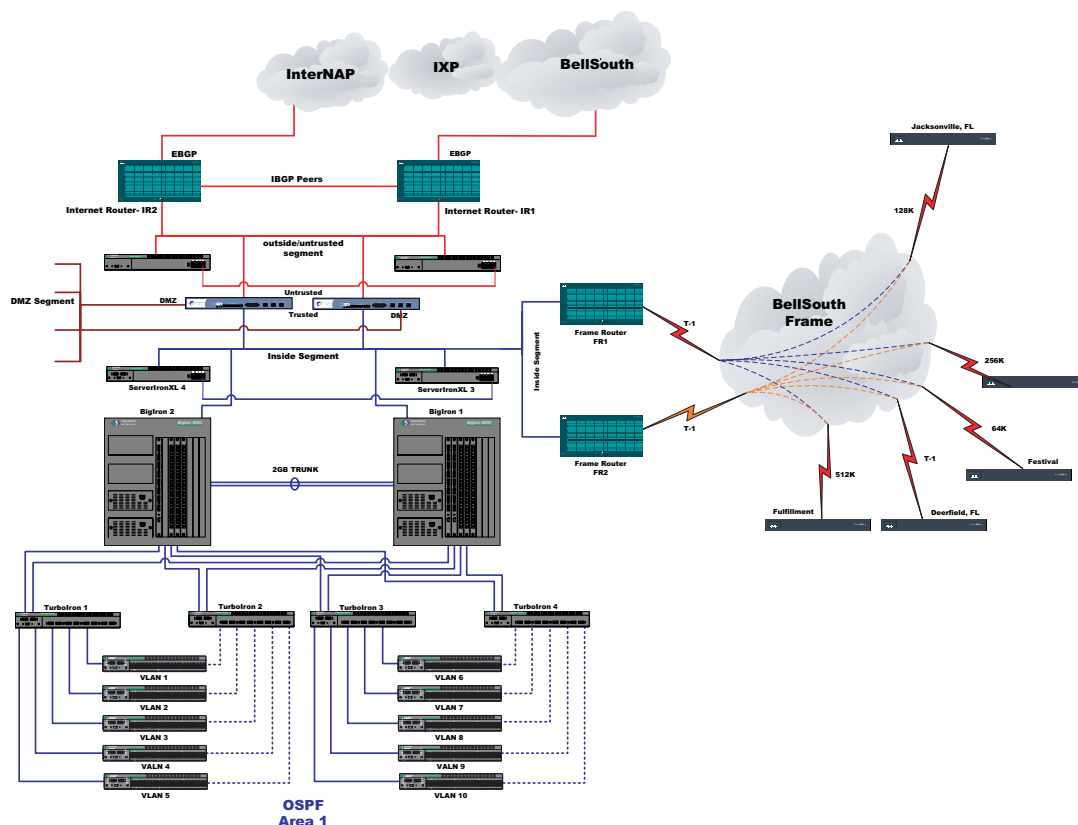 InterNAP
IXP
BellSouth
Jacksonville, FL
EBGP
EBGP
IBGP Peers
Internet Router- IR2
Internet Router- IR1
128K
outside/untrusted
segment
Untrusted
DMZ Segment
DMZ
Trusted
DMZ
BellSouth
Frame
T-1
Frame Router
FR1
Inside Segment
Inside Segment
256K
ServerIronXL 4
ServerIronXL 3
BigIron 2
BigIron 1
T-1
64K
Frame Router
FR2
T-1
2GB TRUNK
512K
Festival
Fulfillment
Deerfield, FL
TurboIron 1
TurboIron 2
TurboIron 3
TurboIron 4
VLAN 1
VLAN 6
VLAN 2
VLAN 7
VLAN 3
VLAN 8
VALN 4
VALN 9
VLAN 5
VLAN 10
OSPF
Area 1